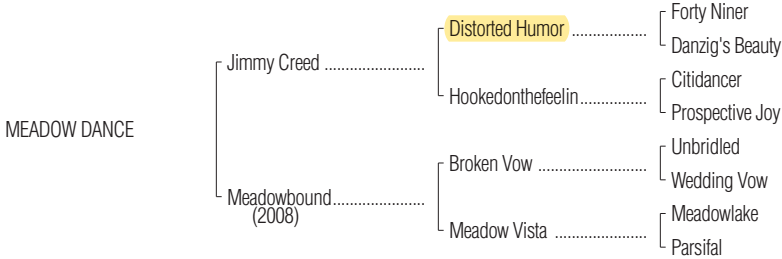 Forty Niner
Distorted Humor ..................
Danzig's Beauty
Jimmy Creed ........................
Citidancer
Hookedonthefeelin................
Prospective Joy
MEADOW DANCE
Unbridled
Broken Vow ..........................
Wedding Vow
Meadowbound......................
(2008)
Meadowlake
Meadow Vista ......................
Parsifal